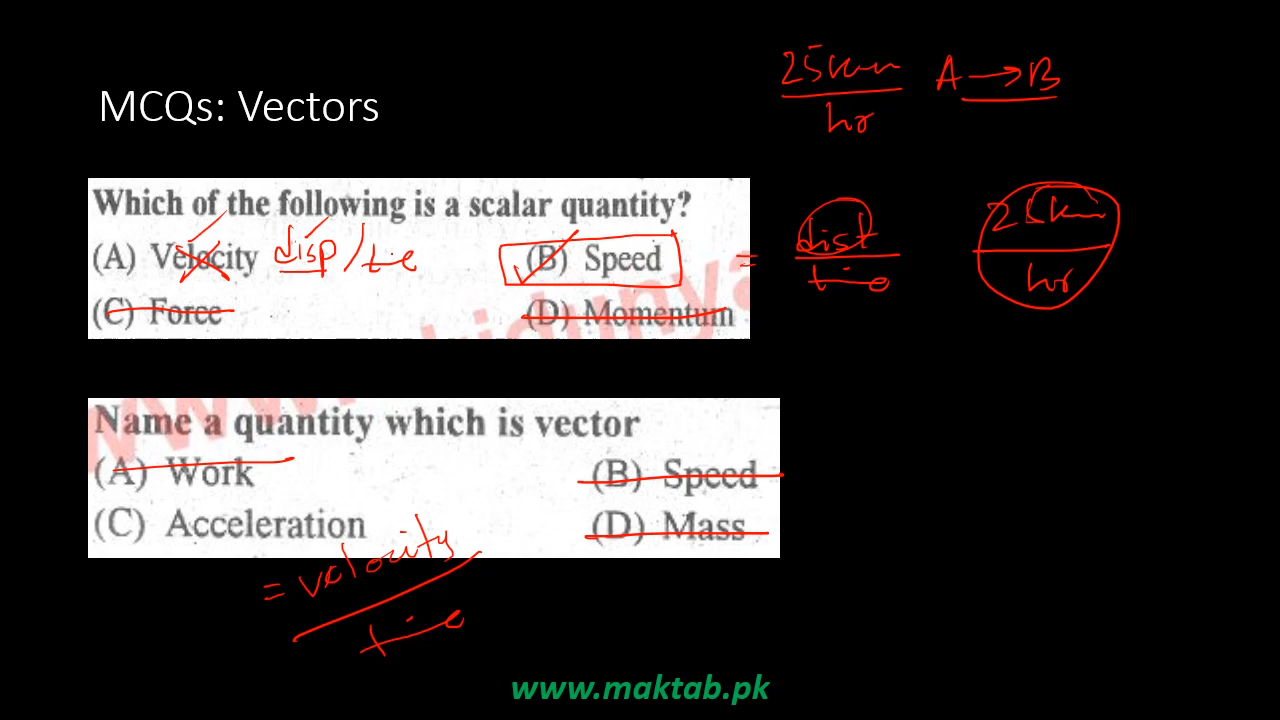 25km A → B
hr
MCQs: Vectors
Which of the following is a scalar quantity?
(A) Velocity disp/tie (B) Speed = dist 25km
time hr
(C) Force (D) Momentum
Name a quantity which is vector
(A) Work (B) Speed
(C) Acceleration (D) Mass
= velocity
time
www.maktab.pk